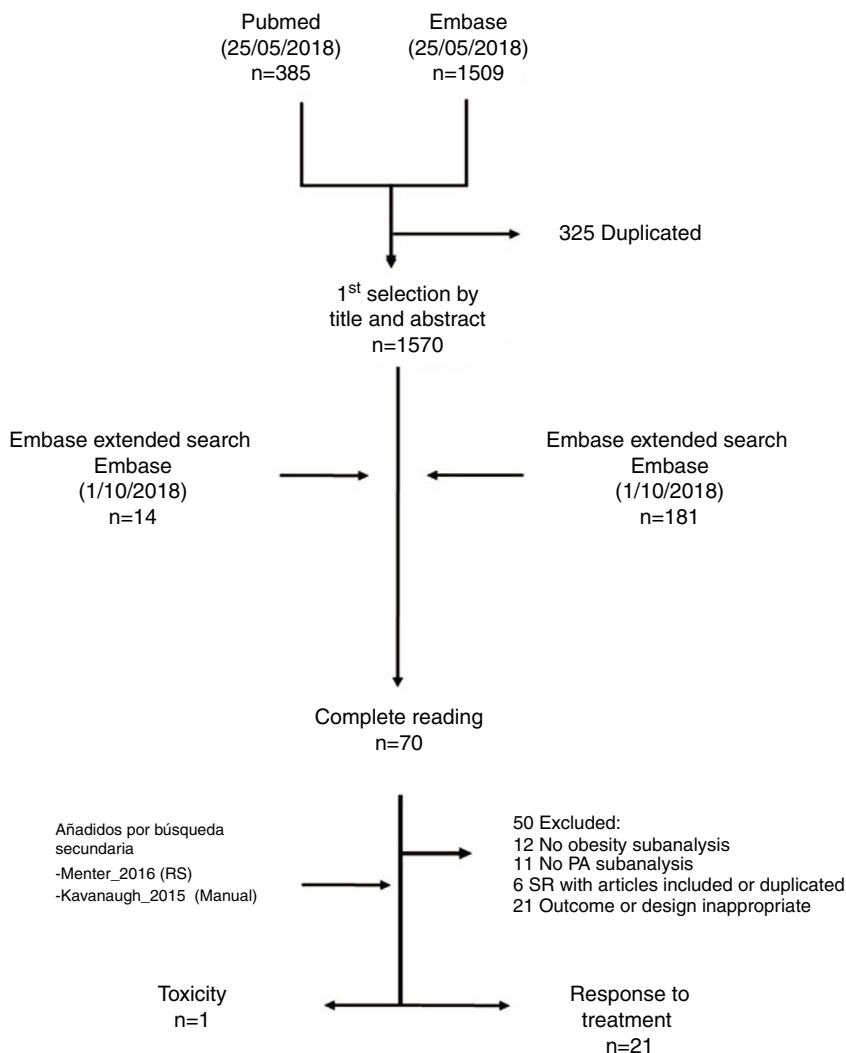 Pubmed
(25/05/2018)
n=385
Embase
(25/05/2018)
n=1509
325 Duplicated
1st selection by
title and abstract
n=1570
Embase extended search
Embase
(1/10/2018)
n=14
Embase extended search
Embase
(1/10/2018)
n=181
Complete reading
n=70
Añadidos por búsqueda
secundaria
-Menter_2016 (RS)
-Kavanaugh_2015 (Manual)
50 Excluded:
12 No obesity subanalysis
11 No PA subanalysis
6 SR with articles included or duplicated
21 Outcome or design inappropriate
Toxicity
n=1
Response to
treatment
n=21